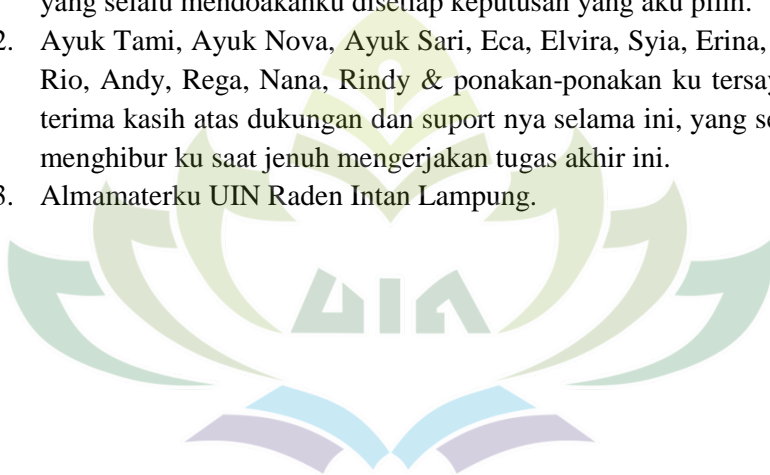 yang selalu mendoakanku disetiap keputusan yang aku pilih.
2. Ayuk Tami, Ayuk Nova, Ayuk Sari, Eca, Elvira, Syia, Erina,
Rio, Andy, Rega, Nana, Rindy & ponakan-ponakan ku
terima kasih atas dukungan dan suport nya selama ini, yang
menghibur ku saat jenuh mengerjakan tugas akhir ini.
3. Almamaterku UIN Raden Intan Lampung.
UIN